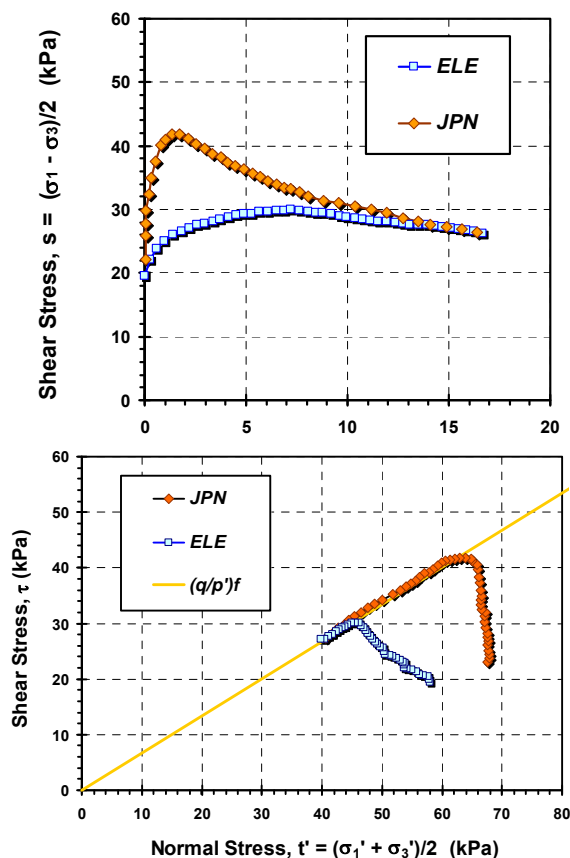 60
50
40
30
20
10
0
Shear Stress, s = (σ1 - σ3)/2 (kPa)
ELE
JPN
0 5 10 15 20
60
50
40
30
20
10
0
Shear Stress, τ (kPa)
JPN
ELE
(q/p')f
0 10 20 30 40 50 60 70 80
Normal Stress, t' = (σ1' + σ3')/2 (kPa)